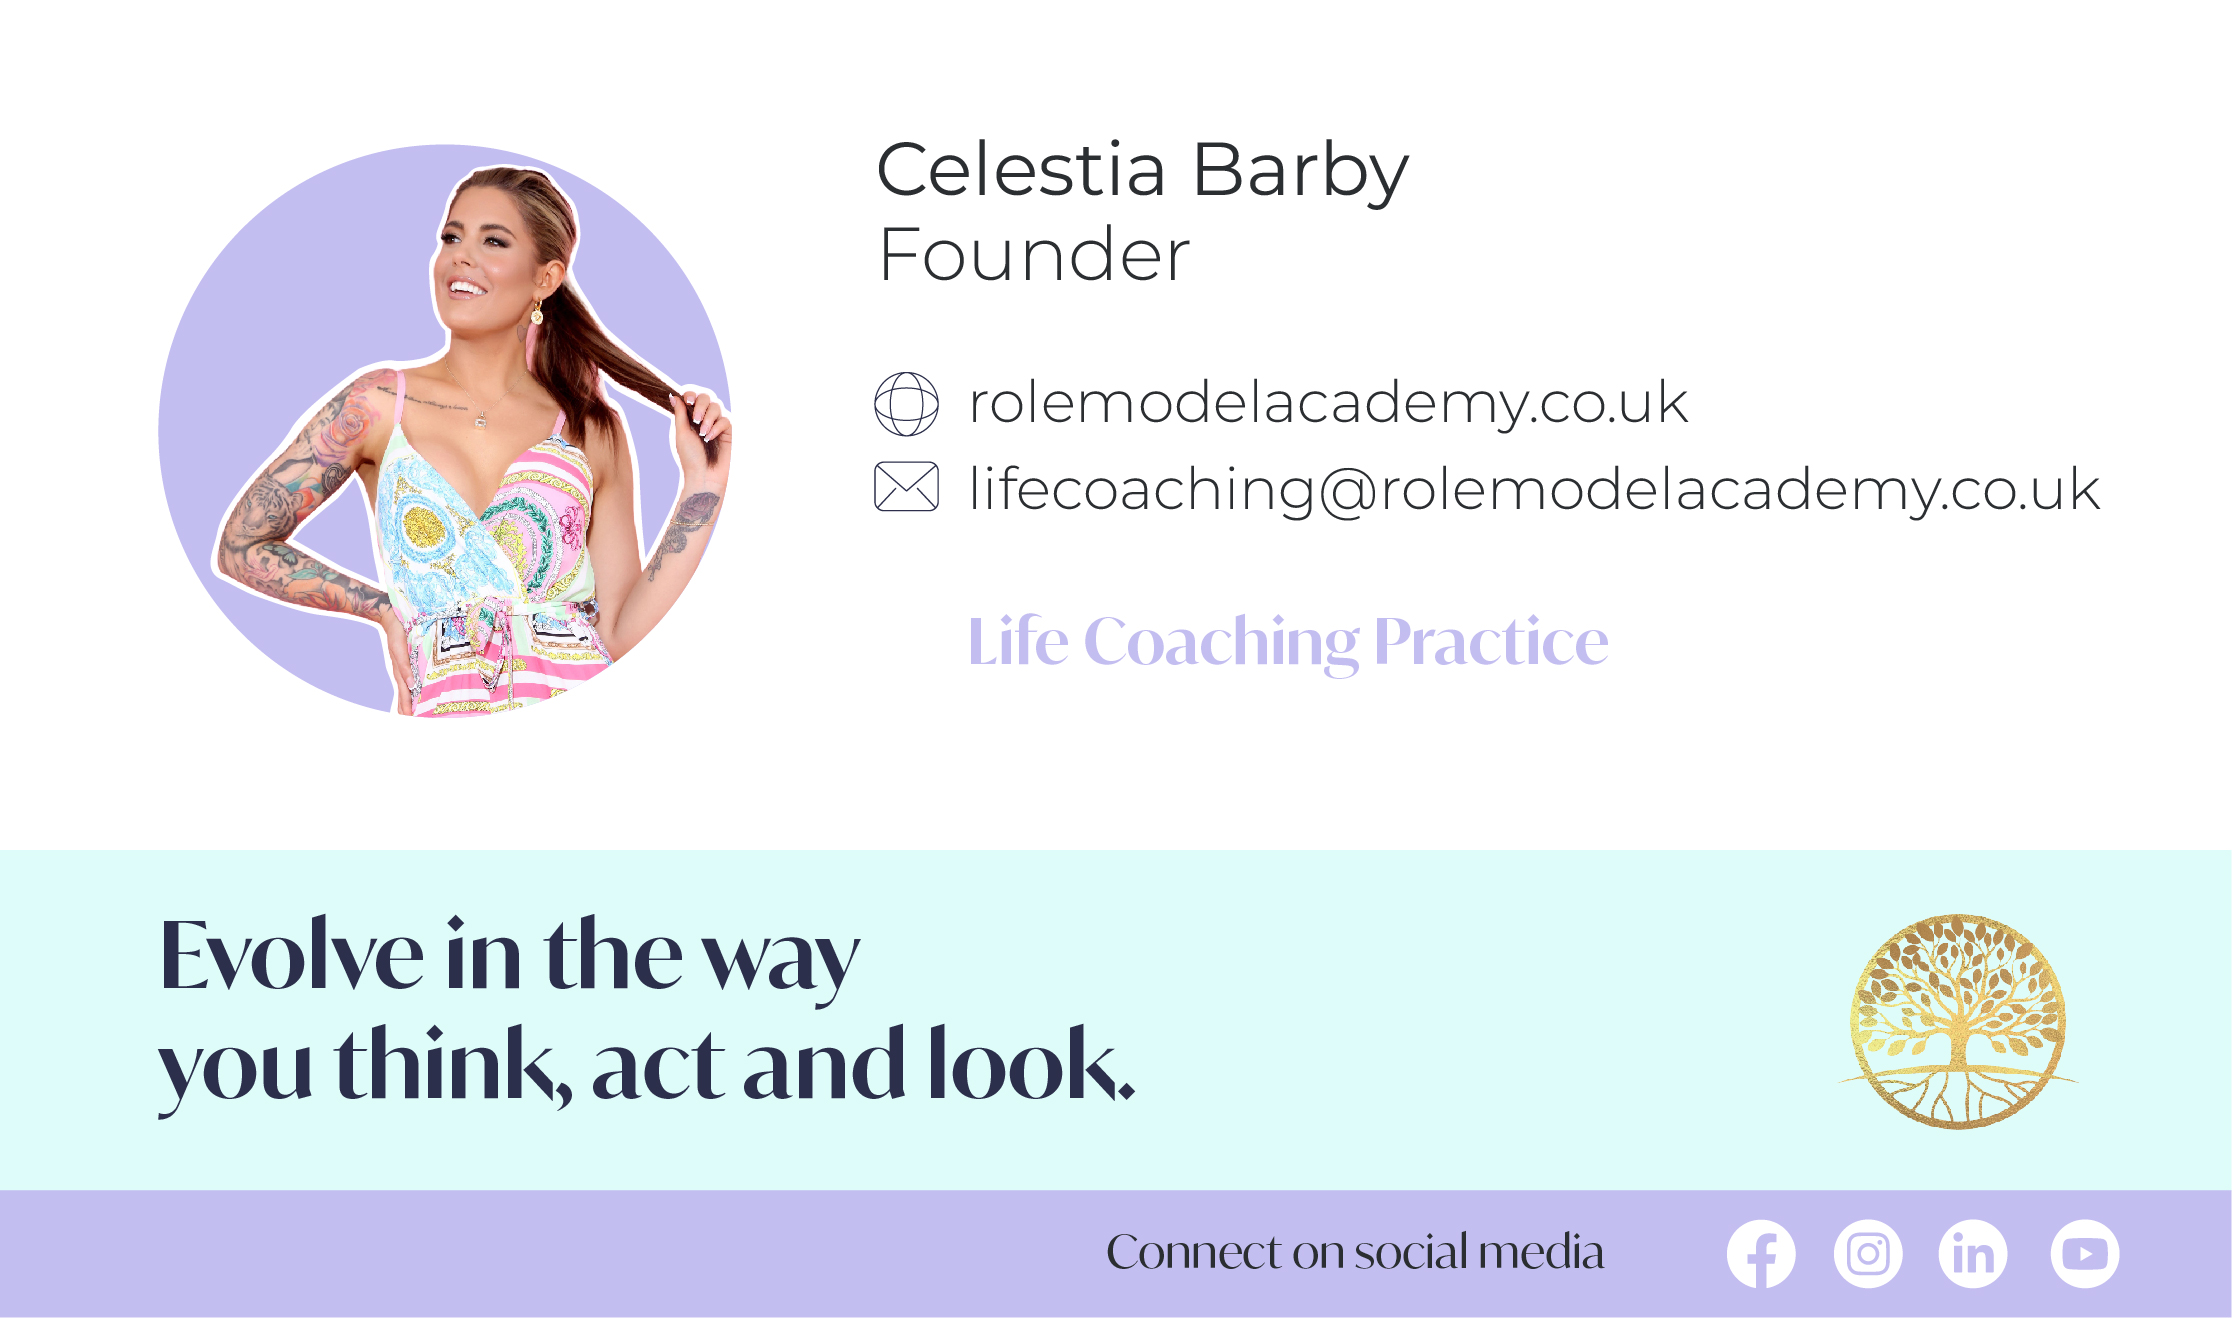 Celestia Barby
Founder
rolemodelacademy.co.uk
lifecoaching@rolemodelacademy.co.uk
Life Coaching Practice
Evolve in the way
you think, act and look.
Connect on social media